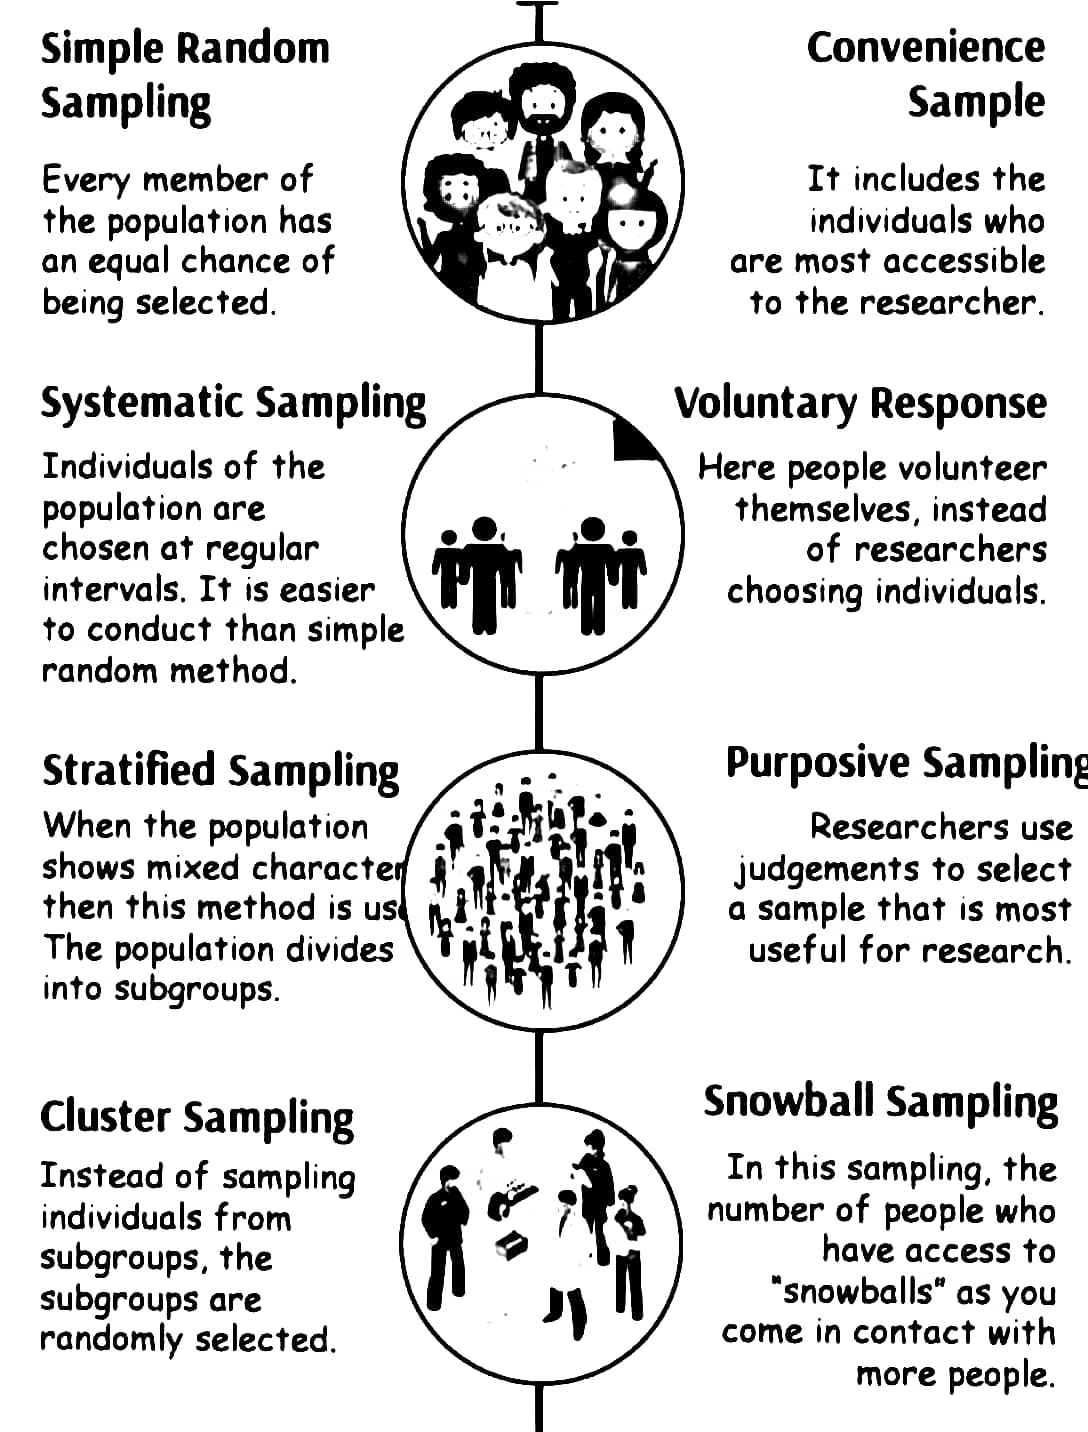 Simple Random
Sampling
Every member of
the population has
an equal chance of
being selected.
Convenience
Sample
It includes the
individuals who
are most accessible
to the researcher.
Systematic Sampling
Individuals of the
population are
chosen at regular
intervals. It is easier
to conduct than simple
random method.
Voluntary Response
Here people volunteer
themselves, instead
of researchers
choosing individuals.
Stratified Sampling
When the population
shows mixed character
then this method is us
The population divides
into subgroups.
Purposive Sampling
Researchers use
judgements to select
a sample that is most
useful for research.
Cluster Sampling
Instead of sampling
individuals from
subgroups, the
subgroups are
randomly selected.
Snowball Sampling
In this sampling, the
number of people who
have access to
"snowballs" as you
come in contact with
more people.